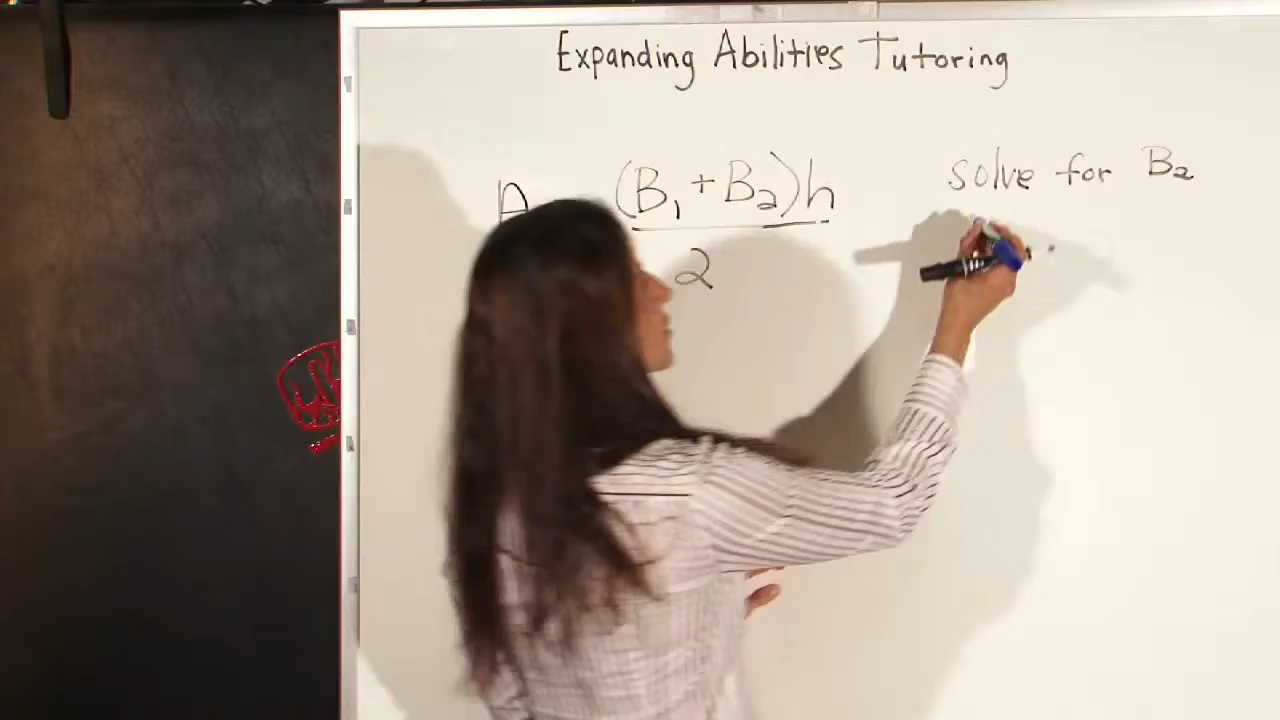 Expanding Abilities Tutoring
A (B₁ + B₂)h
2
solve for B₂